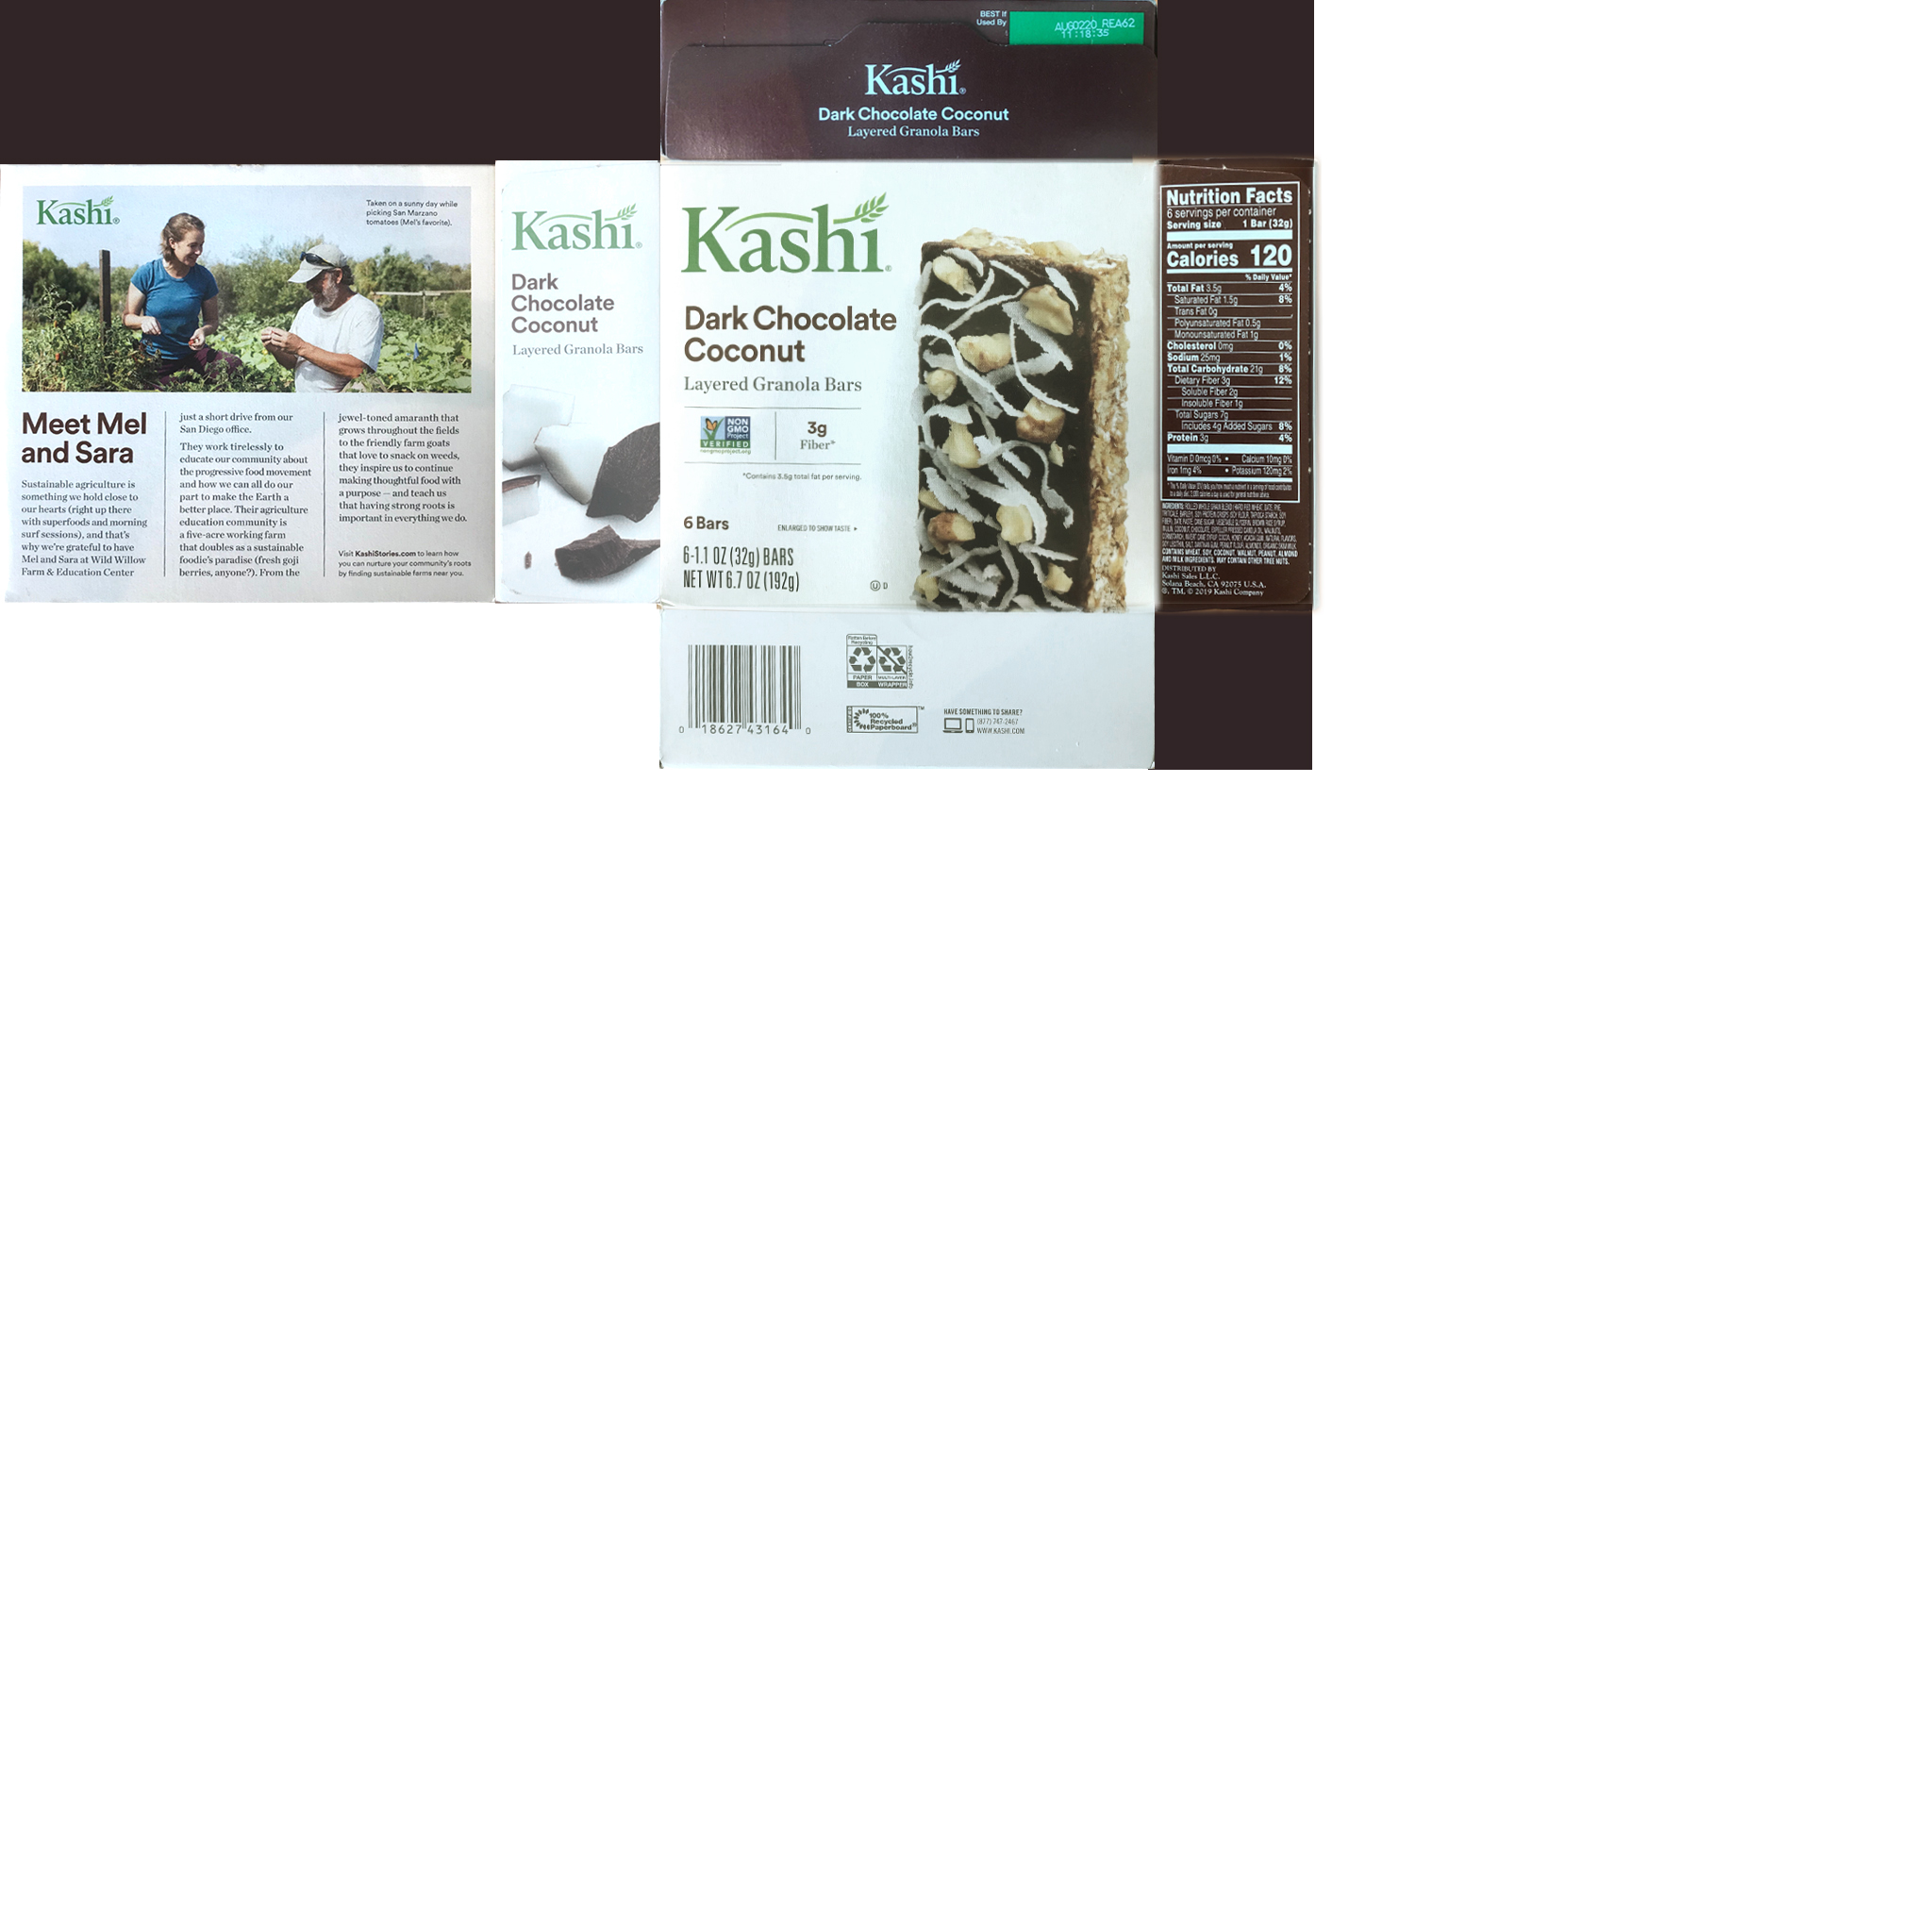 BEST If
Used By
AUG0220 REA62
11:18:35
Kashi®
Dark Chocolate Coconut
Layered Granola Bars
Kashi®
Taken on a sunny day while
picking San Marzano
tomatoes (Mel's favorite).
Meet Mel
and Sara
Sustainable agriculture is
something we hold close to
our hearts (right up there
with superfoods and morning
surf sessions), and that's
why we're grateful to have
Mel and Sara at Wild Willow
Farm & Education Center
just a short drive from our
San Diego office.
They work tirelessly to
educate our community about
the progressive food movement
and how we can all do our
part to make the Earth a
better place. Their agriculture
education community is
a five-acre working farm
that doubles as a sustainable
foodie's paradise (fresh goji
berries, anyone?). From the
jewel-toned amaranth that
grows throughout the fields
to the friendly farm goats
that love to snack on weeds,
they inspire us to continue
making thoughtful food with
a purpose — and teach us
that having strong roots is
important in everything we do.
Visit KashiStories.com to learn how
you can nurture your community's roots
by finding sustainable farms near you.
Kashi®
Dark
Chocolate
Coconut
Layered Granola Bars
Kashi®
Dark Chocolate
Coconut
Layered Granola Bars
NON
GMO
Project
VERIFIED
nongmoproject.org
3g
Fiber*
*Contains 3.5g total fat per serving.
6 Bars
ENLARGED TO SHOW TASTE
6-1.1 OZ (32g) BARS
NET WT 6.7 OZ (192g)
U D
Nutrition Facts
6 servings per container
Serving size 1 Bar (32g)
Amount per serving
Calories 120
% Daily Value*
Total Fat 3.5g 4%
Saturated Fat 1.5g 8%
Trans Fat 0g
Polyunsaturated Fat 0.5g
Monounsaturated Fat 1g
Cholesterol 0mg 0%
Sodium 25mg 1%
Total Carbohydrate 21g 8%
Dietary Fiber 3g 12%
Soluble Fiber 2g
Insoluble Fiber 1g
Total Sugars 7g
Includes 4g Added Sugars 8%
Protein 3g 4%
Vitamin D 0mcg 0% • Calcium 10mg 0%
Iron 1mg 4% • Potassium 120mg 2%
CONTAINS WHEAT, SOY, COCONUT, WALNUT, PEANUT, ALMOND
AND MILK INGREDIENTS. MAY CONTAIN OTHER TREE NUTS.
DISTRIBUTED BY
Kashi Sales L.L.C.
Solana Beach, CA 92075 U.S.A.
®, TM, © 2019 Kashi Company
0 18627 43164 0
PAPER
BOX
MULTI-LAYER
WRAPPER
how2recycle.info
100%
Recycled
Paperboard®
TM
HAVE SOMETHING TO SHARE?
(877) 747-2467
WWW.KASHI.COM